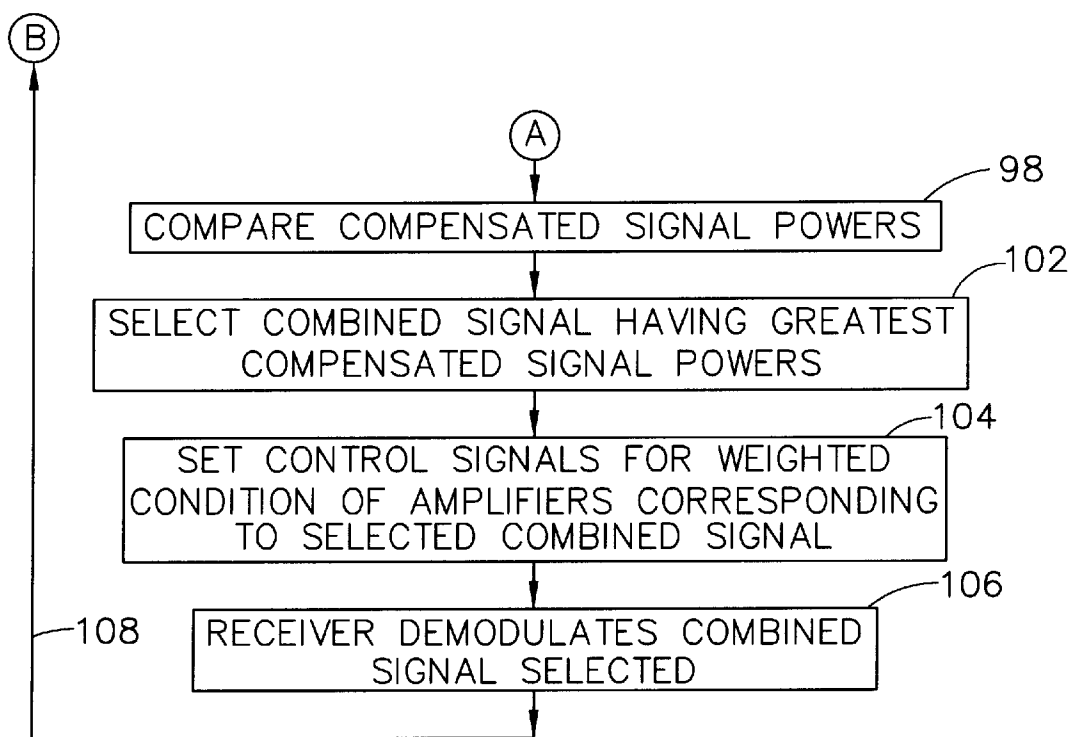 B
A
98
COMPARE COMPENSATED SIGNAL POWERS
102
SELECT COMBINED SIGNAL HAVING GREATEST
COMPENSATED SIGNAL POWERS
104
SET CONTROL SIGNALS FOR WEIGHTED
CONDITION OF AMPLIFIERS CORRESPONDING
TO SELECTED COMBINED SIGNAL
106
108
RECEIVER DEMODULATES COMBINED
SIGNAL SELECTED